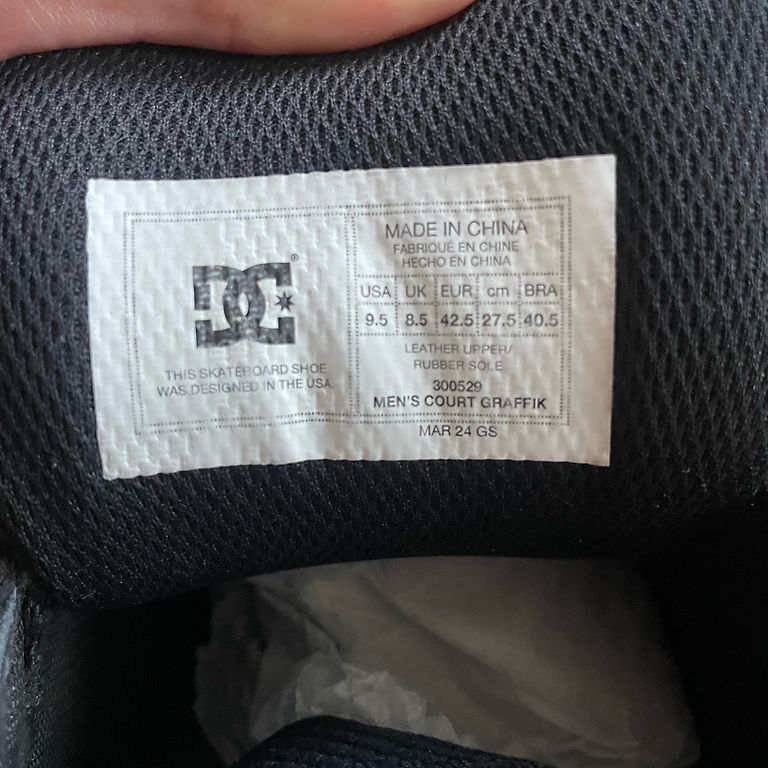 DC®
THIS SKATEBOARD SHOE
WAS DESIGNED IN THE USA.
MADE IN CHINA
FABRIQUÉ EN CHINE
HECHO EN CHINA
USA UK EUR cm BRA
9.5 8.5 42.5 27.5 40.5
LEATHER UPPER/
RUBBER SOLE
300529
MEN'S COURT GRAFFIK
MAR 24 GS